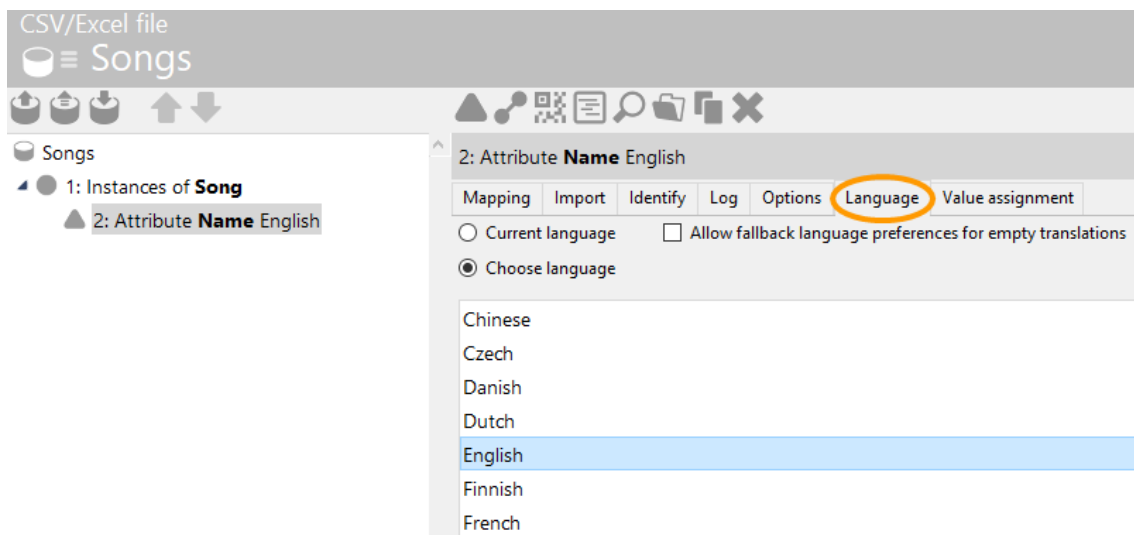 CSV/Excel file
Songs
Songs
1: Instances of Song
2: Attribute Name English
2: Attribute Name English
Mapping Import Identify Log Options Language Value assignment
Current language Allow fallback language preferences for empty translations
Choose language
Chinese
Czech
Danish
Dutch
English
Finnish
French